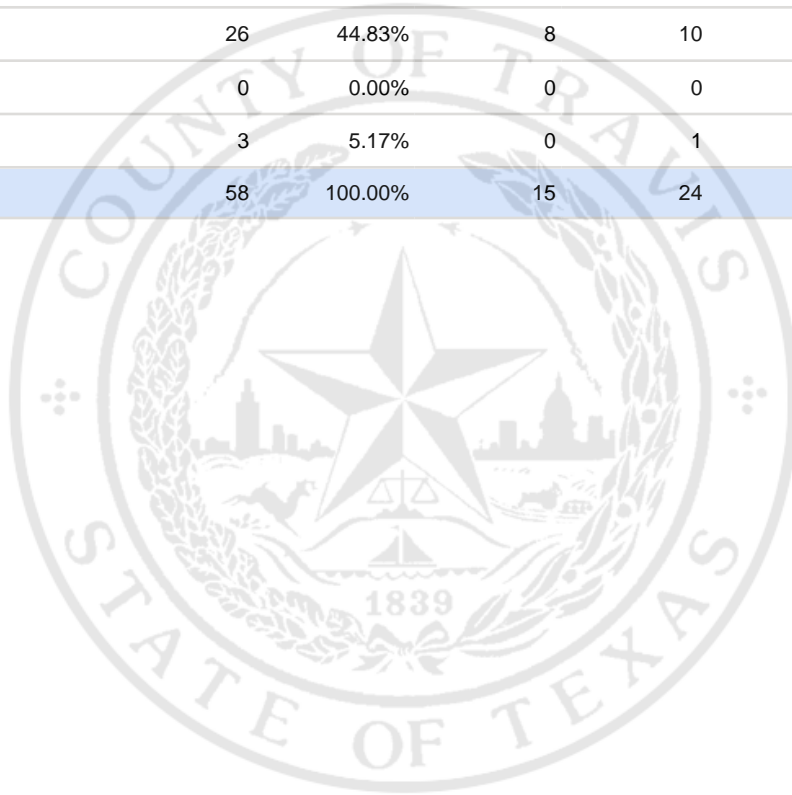 26 44.83% 8 10
0 0.00% 0 0
3 5.17% 0 1
58 100.00% 15 24
COUNTY OF TRAVIS
1839
STATE OF TEXAS